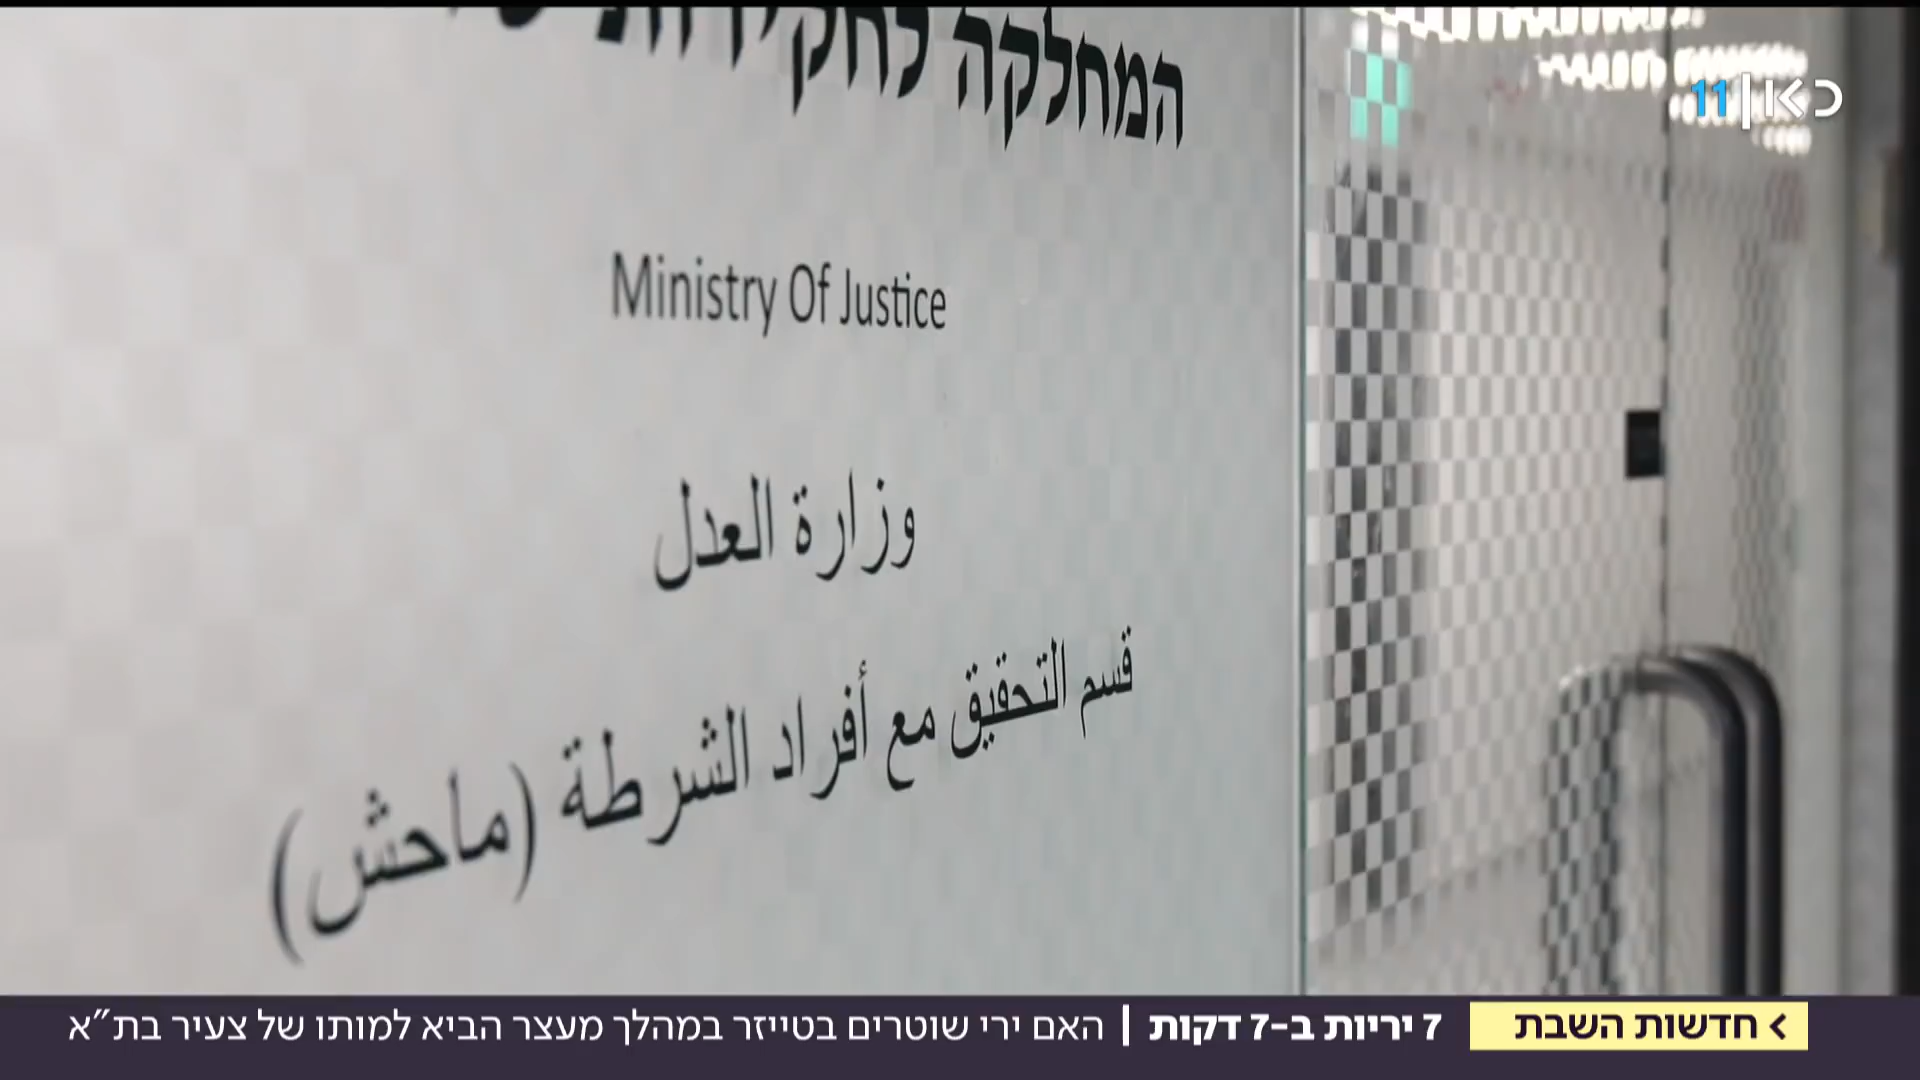 המחלקה לחקירות
Ministry Of Justice
وزارة العدل
قسم التحقيق مع أفراد الشرطة (ماحش)
כאן 11
חדשות השבת
7 יריות ב-7 דקות | האם ירי שוטרים בטייזר במהלך מעצר הביא למותו של צעיר בת"א